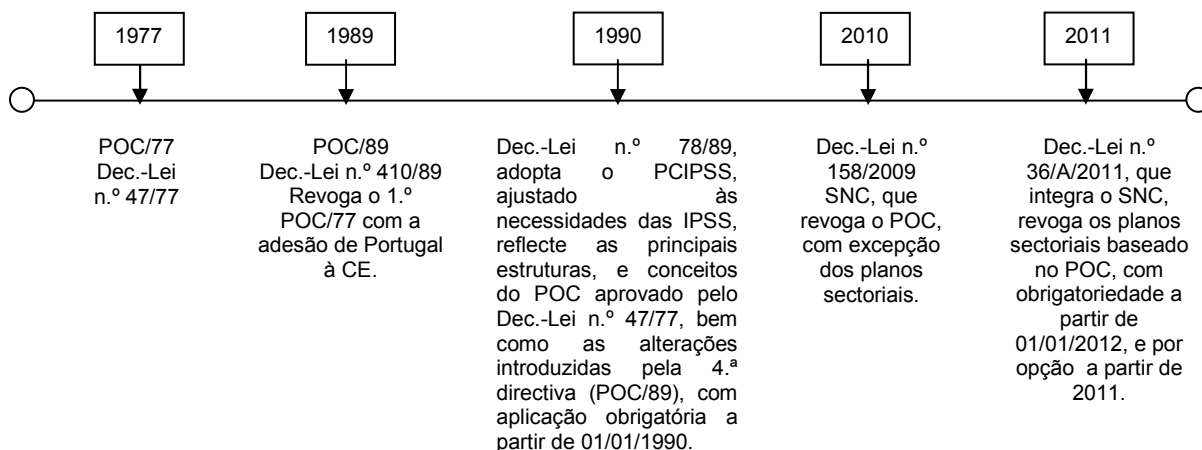 1977
1989
1990
2010
2011
POC/77
Dec.-Lei
n.º 47/77
POC/89
Dec.-Lei n.º 410/89
Revoga o 1.º
POC/77 com a
adesão de Portugal
à CE.
Dec.-Lei n.º 78/89,
adopta o PCIPSS,
ajustado às
necessidades das IPSS,
reflecte as principais
estruturas, e conceitos
do POC aprovado pelo
Dec.-Lei n.º 47/77, bem
como as alterações
introduzidas pela 4.ª
directiva (POC/89), com
aplicação obrigatória a
partir de 01/01/1990.
Dec.-Lei n.º
158/2009
SNC, que
revoga o POC,
com excepção
dos planos
sectoriais.
Dec.-Lei n.º
36/A/2011, que
integra o SNC,
revoga os planos
sectoriais baseado
no POC, com
obrigatoriedade a
partir de
01/01/2012, e por
opção a partir de
2011.